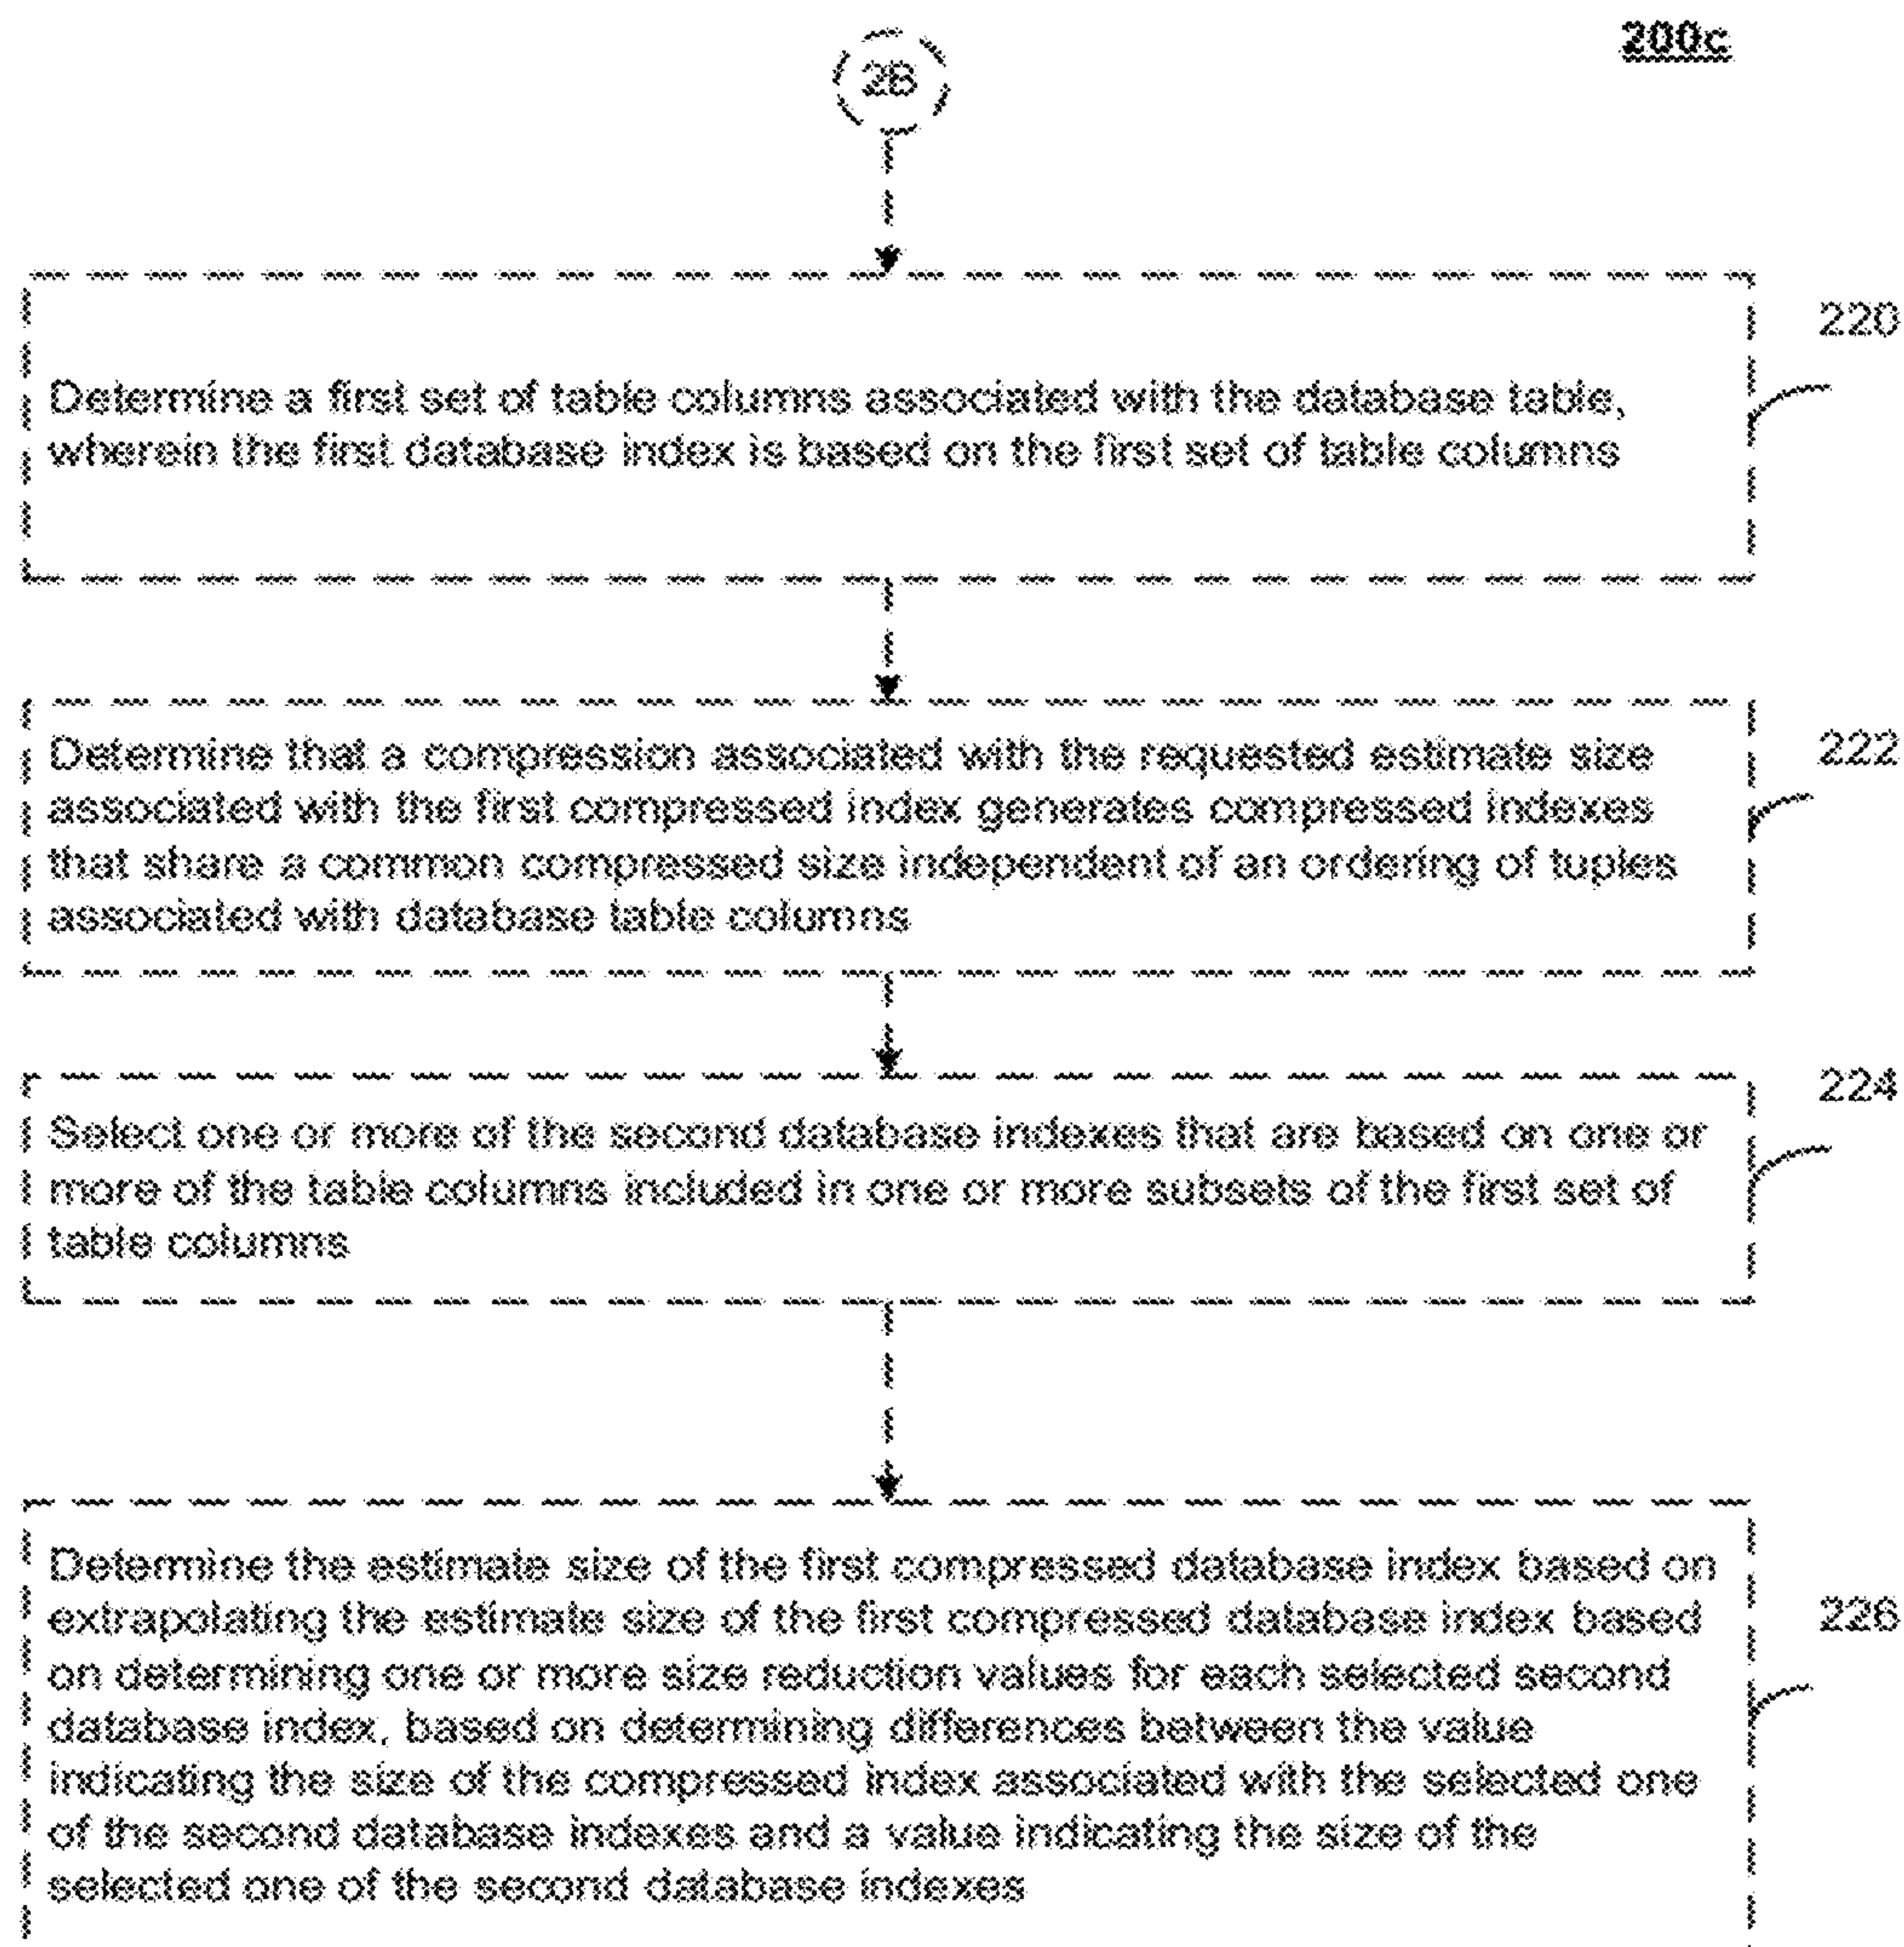 200c
2B
220
Determine a first set of table columns associated with the database table,
wherein the first database index is based on the first set of table columns
222
Determine that a compression associated with the requested estimate size
associated with the first compressed index generates compressed indexes
that share a common compressed size independent of an ordering of tuples
associated with database table columns
224
Select one or more of the second database indexes that are based on one or
more of the table columns included in one or more subsets of the first set of
table columns
226
Determine the estimate size of the first compressed database index based on
extrapolating the estimate size of the first compressed database index based
on determining one or more size reduction values for each selected second
database index, based on determining differences between the value
indicating the size of the compressed index associated with the selected one
of the second database indexes and a value indicating the size of the
selected one of the second database indexes